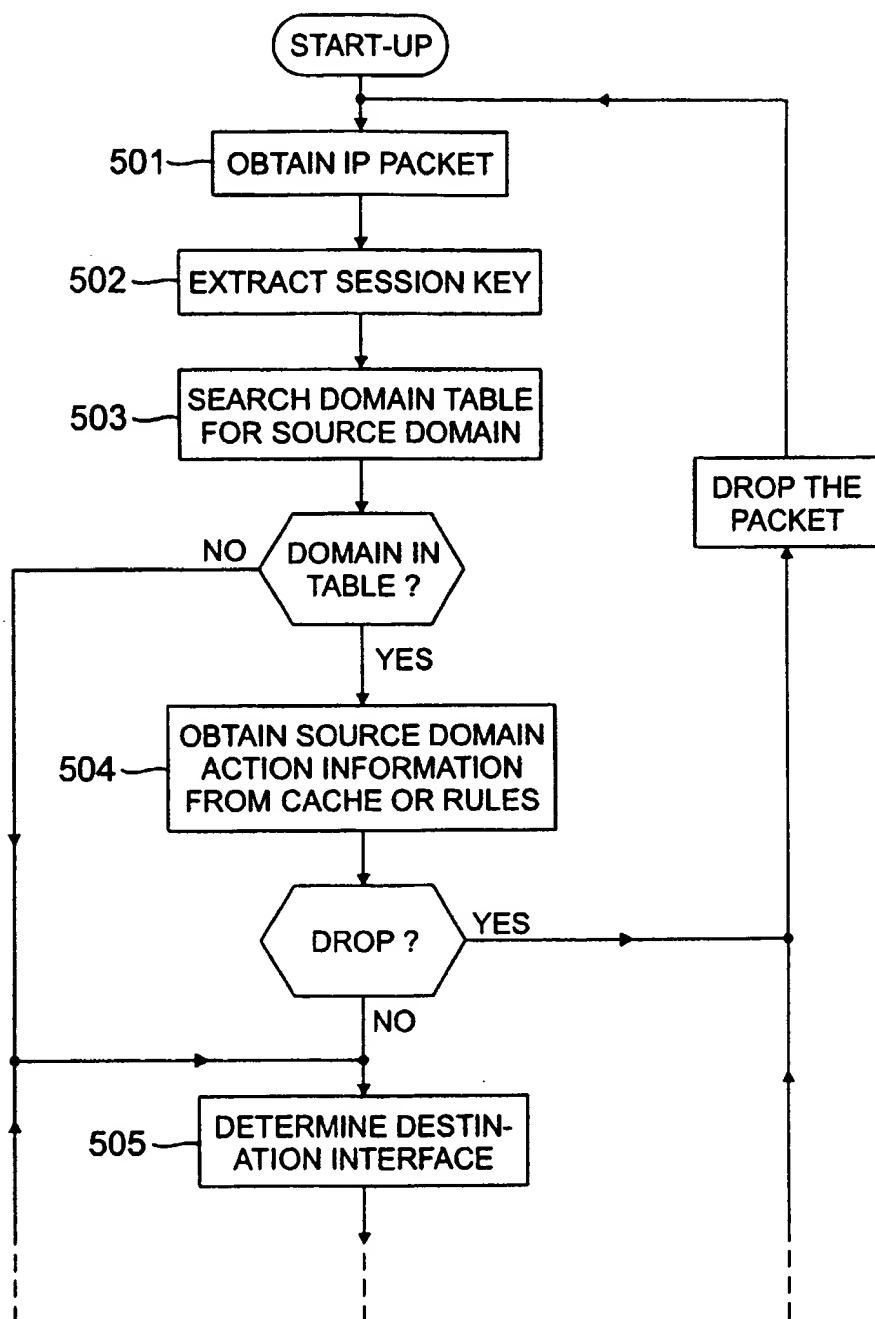 START-UP
501
OBTAIN IP PACKET
502
EXTRACT SESSION KEY
503
SEARCH DOMAIN TABLE
FOR SOURCE DOMAIN
DROP THE
PACKET
NO
DOMAIN IN
TABLE ?
YES
504
OBTAIN SOURCE DOMAIN
ACTION INFORMATION
FROM CACHE OR RULES
DROP ?
YES
NO
505
DETERMINE DESTIN-
ATION INTERFACE